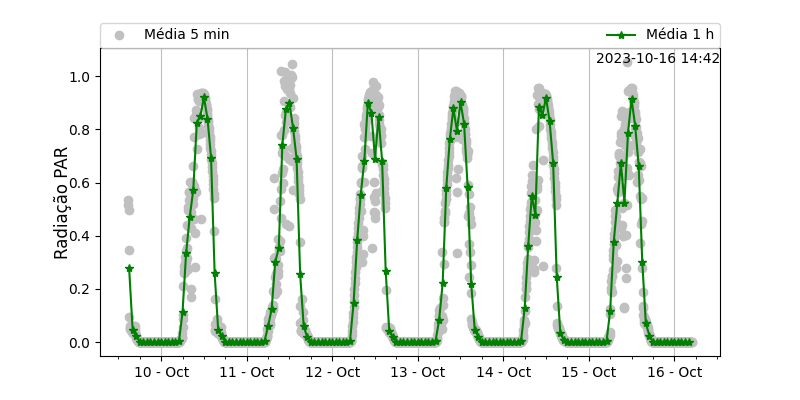 Média 5 min
Média 1 h
2023-10-16 14:42
Radiação PAR
1.0
0.8
0.6
0.4
0.2
0.0
10 - Oct
11 - Oct
12 - Oct
13 - Oct
14 - Oct
15 - Oct
16 - Oct